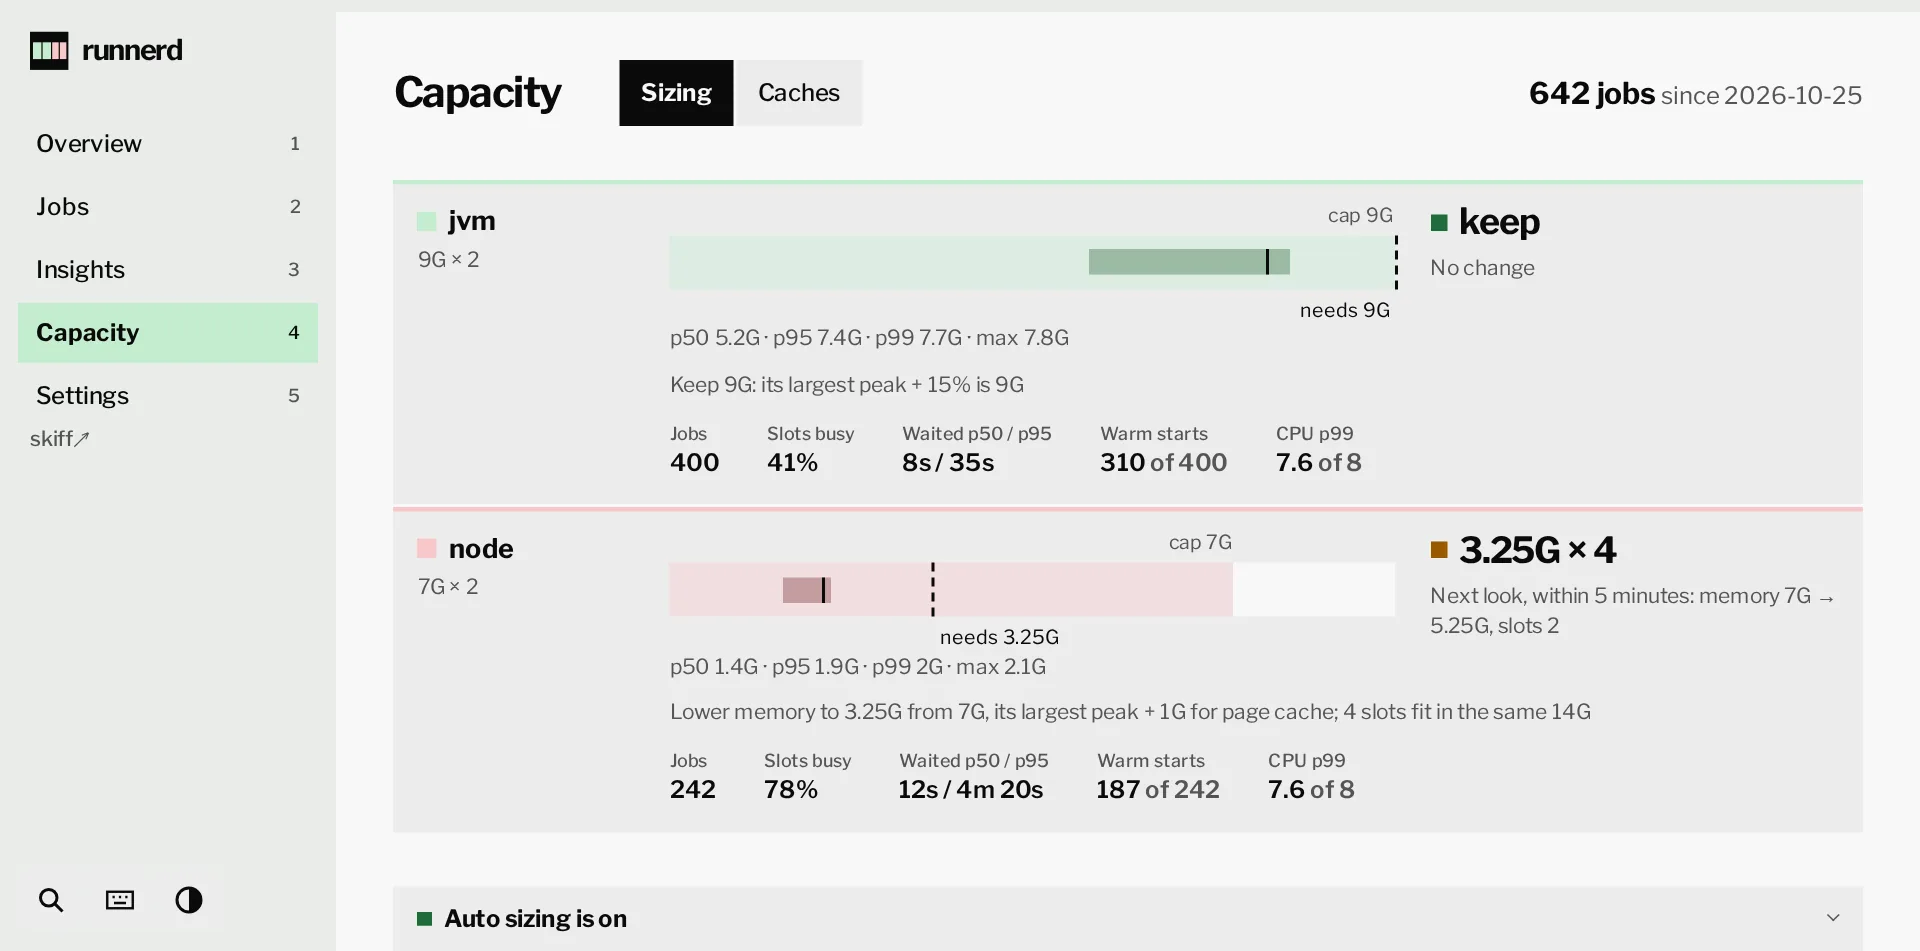 runnerd
Overview 1
Jobs 2
Insights 3
Capacity 4
Settings 5
skiff↗
Capacity
Sizing
Caches
642 jobs since 2026-10-25
jvm
9G × 2
cap 9G
needs 9G
p50 5.2G · p95 7.4G · p99 7.7G · max 7.8G
Keep 9G: its largest peak + 15% is 9G
Jobs Slots busy Waited p50 / p95 Warm starts CPU p99
400 41% 8s / 35s 310 of 400 7.6 of 8
keep
No change
node
7G × 2
cap 7G
needs 3.25G
p50 1.4G · p95 1.9G · p99 2G · max 2.1G
Lower memory to 3.25G from 7G, its largest peak + 1G for page cache; 4 slots fit in the same 14G
Jobs Slots busy Waited p50 / p95 Warm starts CPU p99
242 78% 12s / 4m 20s 187 of 242 7.6 of 8
3.25G × 4
Next look, within 5 minutes: memory 7G →
5.25G, slots 2
Auto sizing is on